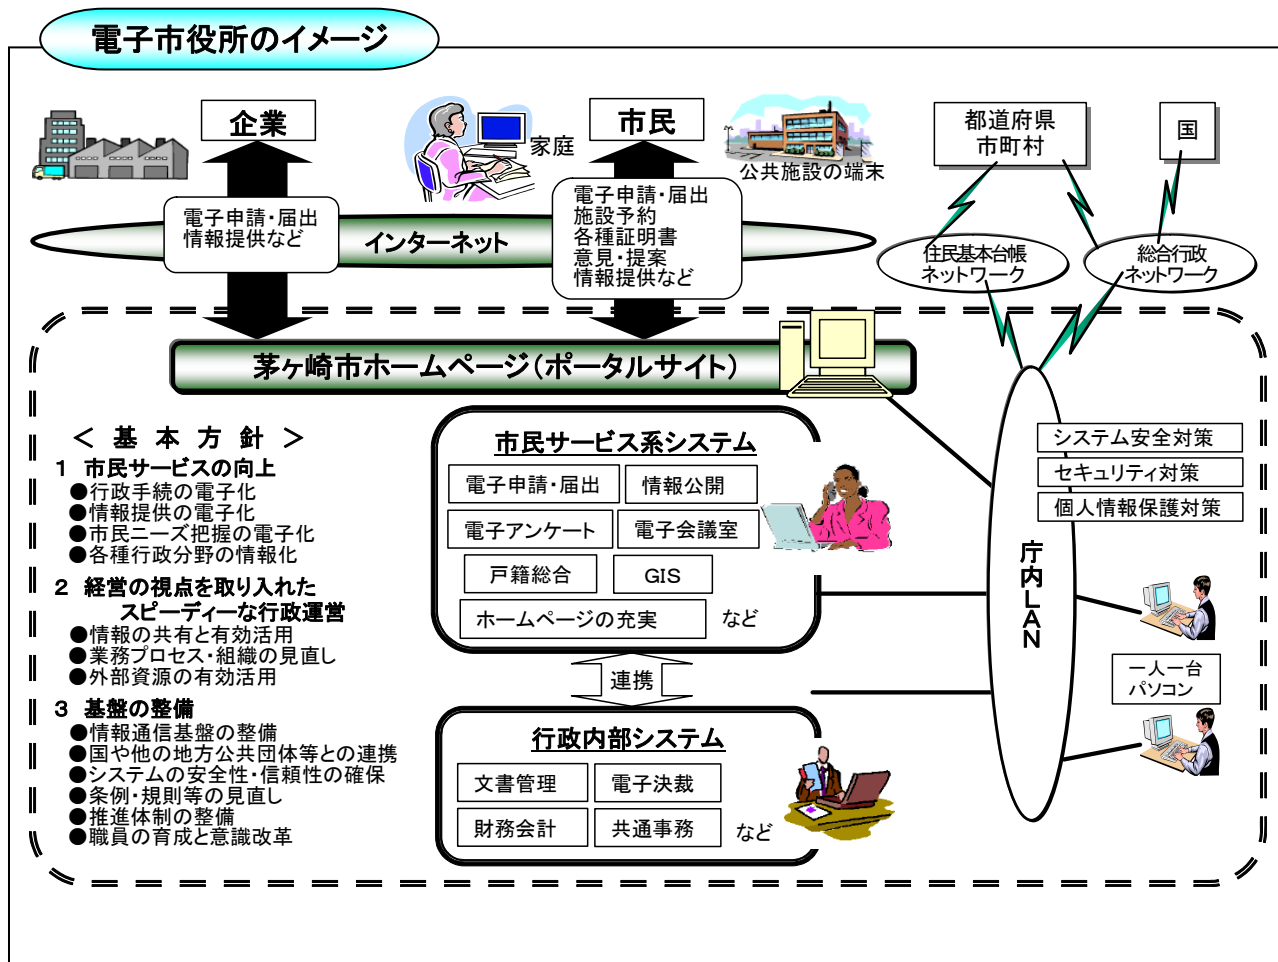 電子市役所のイメージ
企業
市民
家庭
公共施設の端末
都道府県
市町村
国
電子申請・届出
情報提供など
インターネット
電子申請・届出
施設予約
各種証明書
意見・提案
情報提供など
住民基本台帳
ネットワーク
総合行政
ネットワーク
茅ヶ崎市ホームページ(ポータルサイト)
＜ 基 本 方 針 ＞
1 市民サービスの向上
●行政手続の電子化
●情報提供の電子化
●市民ニーズ把握の電子化
●各種行政分野の情報化
2 経営の視点を取り入れた
スピーディーな行政運営
●情報の共有と有効活用
●業務プロセス・組織の見直し
●外部資源の有効活用
3 基盤の整備
●情報通信基盤の整備
●国や他の地方公共団体等との連携
●システムの安全性・信頼性の確保
●条例・規則等の見直し
●推進体制の整備
●職員の育成と意識改革
市民サービス系システム
電子申請・届出
情報公開
電子アンケート
電子会議室
戸籍総合
GIS
ホームページの充実
など
連携
行政内部システム
文書管理
電子決裁
財務会計
共通事務
など
庁内LAN
システム安全対策
セキュリティ対策
個人情報保護対策
一人一台
パソコン